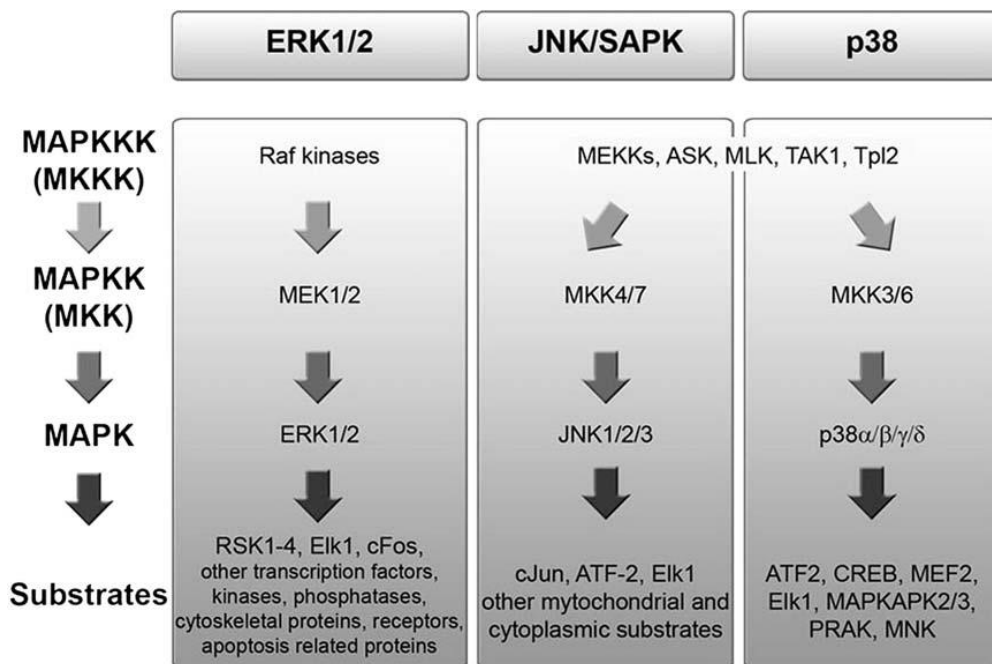 ERK1/2
JNK/SAPK
p38
MAPKKK
(MKKK)
Raf kinases
MEKKs, ASK, MLK, TAK1, Tpl2
MAPKK
(MKK)
MEK1/2
MKK4/7
MKK3/6
MAPK
ERK1/2
JNK1/2/3
p38α/β/γ/δ
Substrates
RSK1-4, Elk1, cFos,
other transcription factors,
kinases, phosphatases,
cytoskeletal proteins, receptors,
apoptosis related proteins
cJun, ATF-2, Elk1
other mytochondrial and
cytoplasmic substrates
ATF2, CREB, MEF2,
Elk1, MAPKAPK2/3,
PRAK, MNK